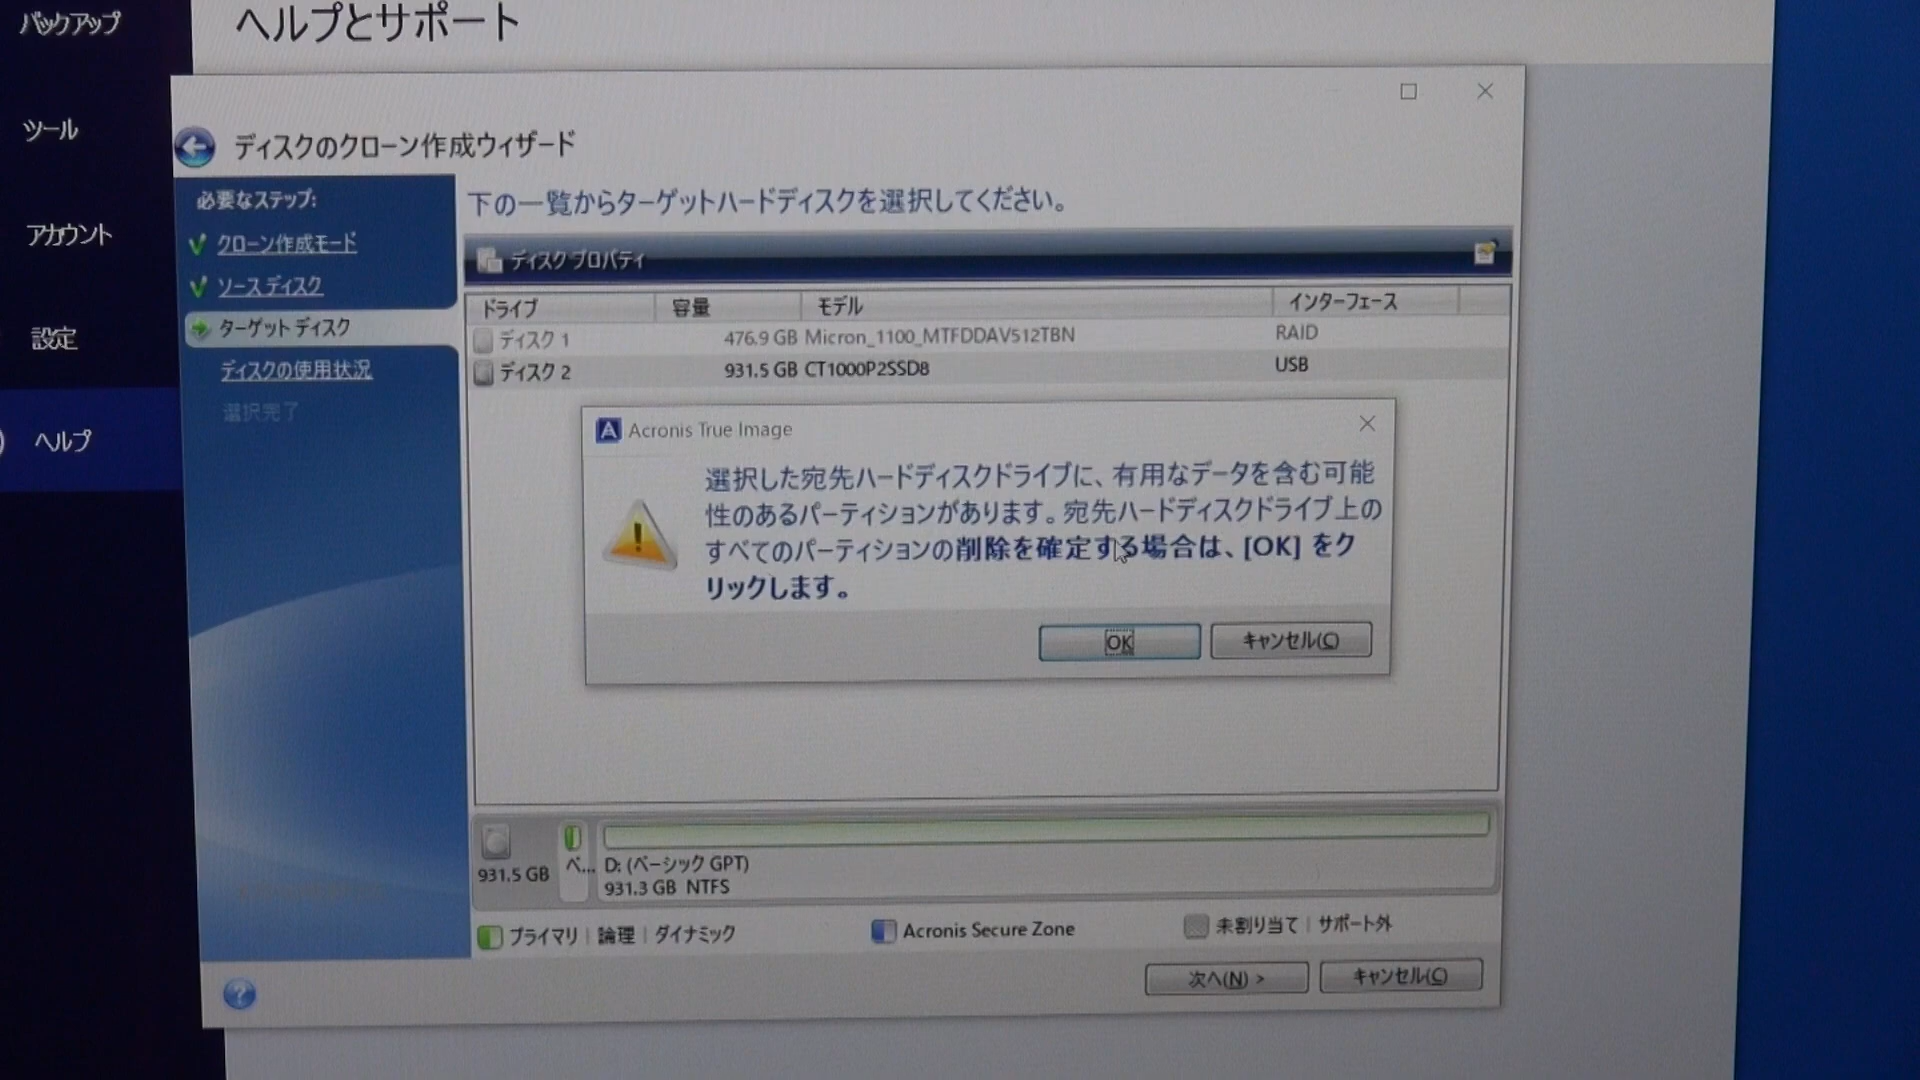 バックアップ
ヘルプとサポート
ツール
アカウント
設定
ヘルプ
ディスクのクローン作成ウィザード
必要なステップ:
クローン作成モード
ソース ディスク
ターゲット ディスク
ディスクの使用状況
選択完了
下の一覧からターゲットハードディスクを選択してください。
ディスク プロパティ
ドライブ 容量 モデル インターフェース
ディスク 1 476.9 GB Micron_1100_MTFDDAV512TBN RAID
ディスク 2 931.5 GB CT1000P2SSD8 USB
Acronis True Image
選択した宛先ハードディスクドライブに、有用なデータを含む可能
性のあるパーティションがあります。宛先ハードディスクドライブ上の
すべてのパーティションの削除を確定する場合は、[OK] をク
リックします。
OK キャンセル(C)
931.5 GB
ベ...
D: (ベーシック GPT)
931.3 GB NTFS
プライマリ | 論理 | ダイナミック Acronis Secure Zone 未割り当て | サポート外
次へ(N) > キャンセル(C)